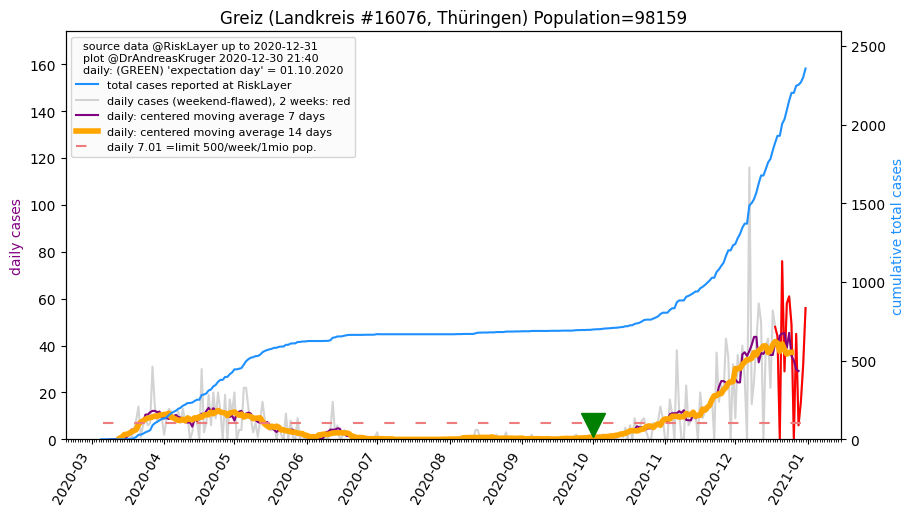 Greiz (Landkreis #16076, Thüringen) Population=98159
source data @RiskLayer up to 2020-12-31
plot @DrAndreasKruger 2020-12-30 21:40
daily: (GREEN) 'expectation day' = 01.10.2020
total cases reported at RiskLayer
daily cases (weekend-flawed), 2 weeks: red
daily: centered moving average 7 days
daily: centered moving average 14 days
daily 7.01 =limit 500/week/1mio pop.
daily cases
160
140
120
100
80
60
40
20
0
2500
2000
1500
1000
500
0
cumulative total cases
2020-03
2020-04
2020-05
2020-06
2020-07
2020-08
2020-09
2020-10
2020-11
2020-12
2021-01